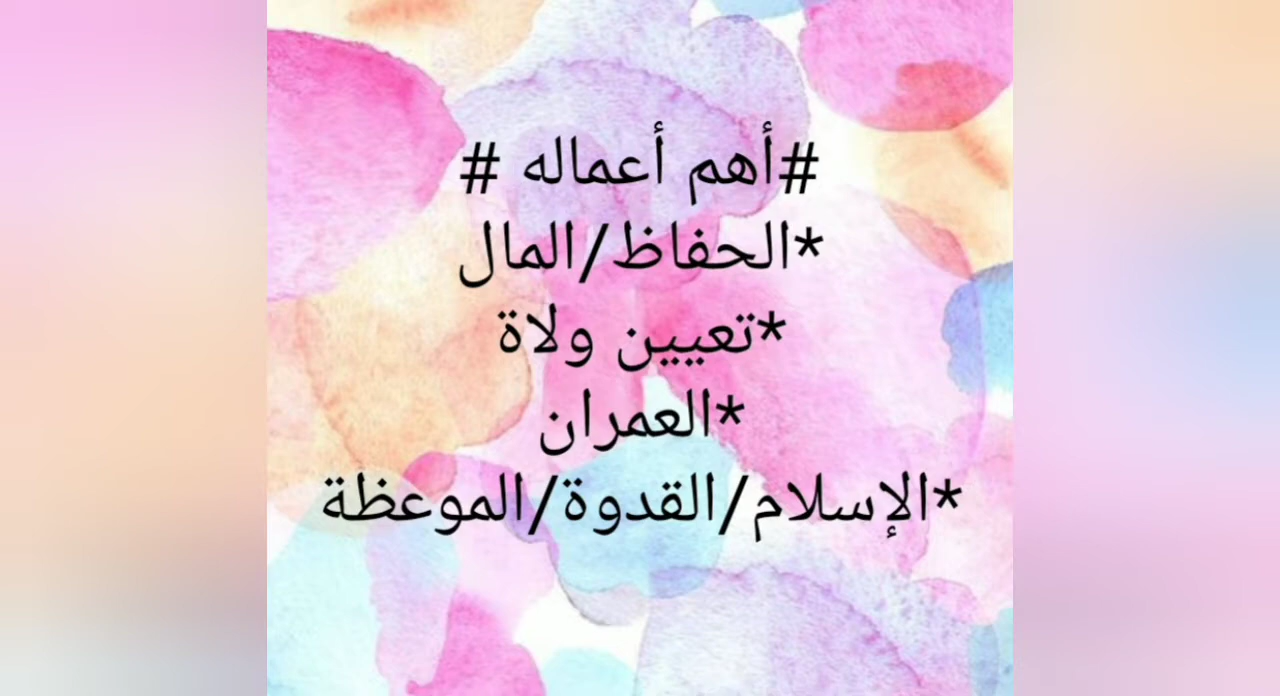 #أهم أعماله #
*الحفاظ/المال
*تعيين ولاة
*العمران
*الإسلام/القدوة/الموعظة